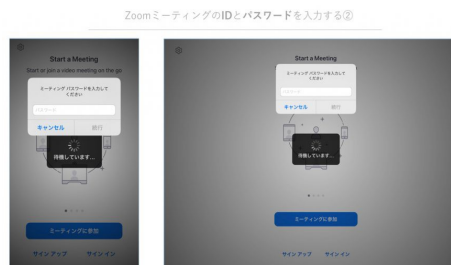 ZoomミーティングのIDとパスワードを入力する②
Start a Meeting
Start or join a video meeting on the go
ミーティング パスワードを入力して
ください
パスワード
キャンセル
続行
待機しています...
ミーティングに参加
サイン アップ
サイン イン
Start a Meeting
ミーティング パスワードを入力して
ください
キャンセル
続行
待機しています...
ミーティングに参加
サイン アップ
サイン イン